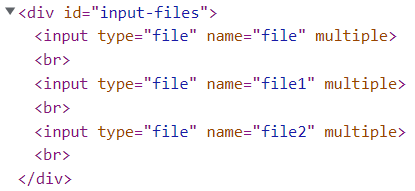 ▼<div id="input-files">
<input type="file" name="file" multiple>
<br>
<input type="file" name="file1" multiple>
<br>
<input type="file" name="file2" multiple>
<br>
</div>